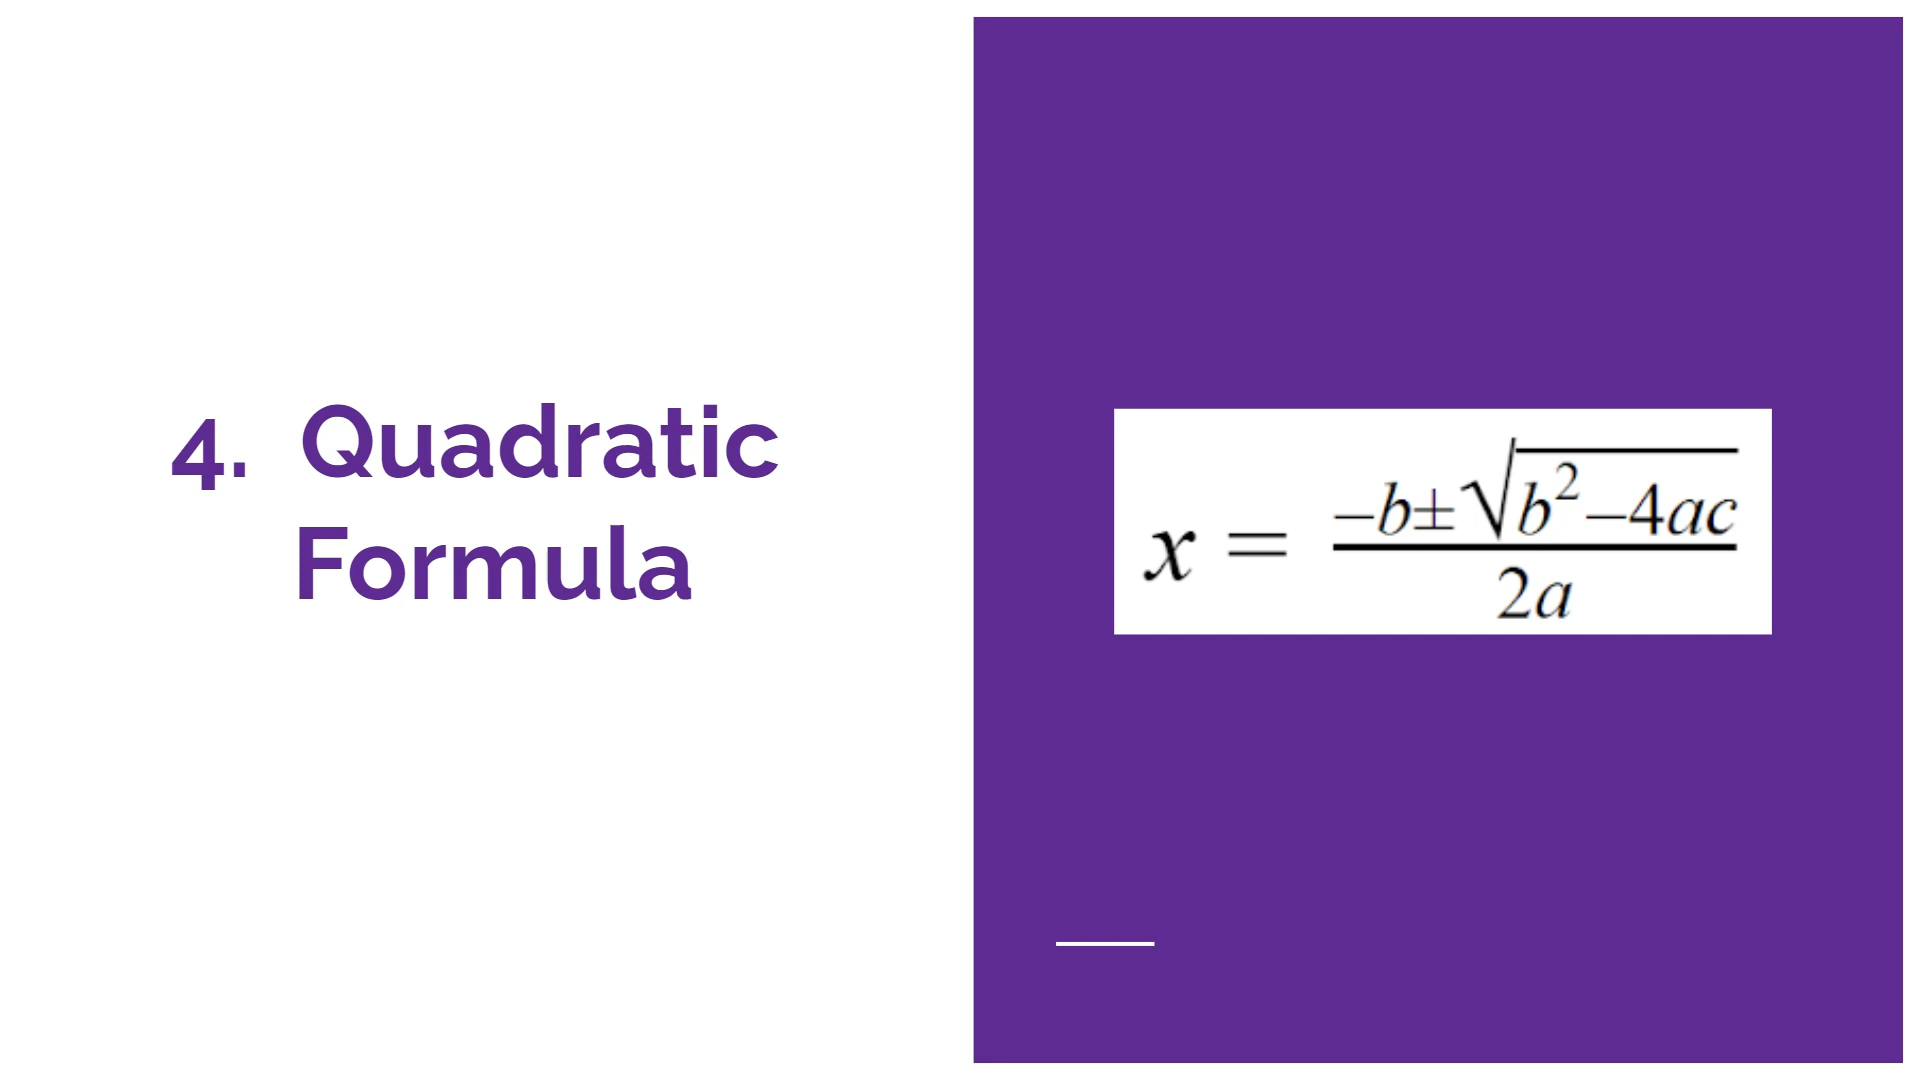 4. Quadratic
Formula
x = –b±√b²–4ac
2a